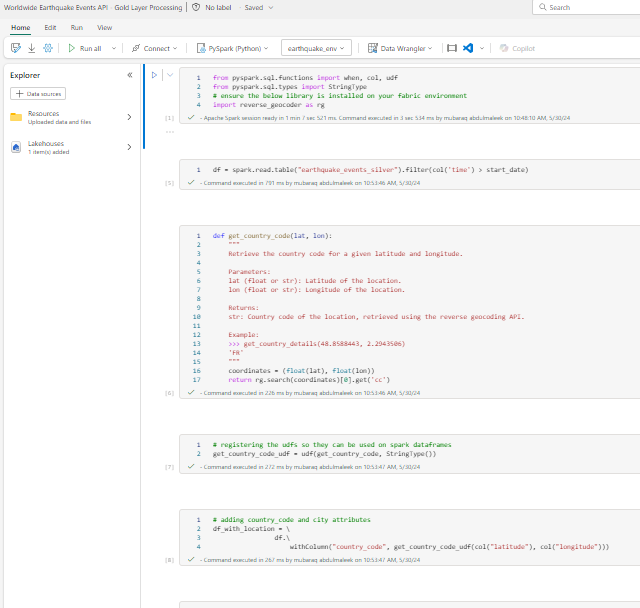 Worldwide Earthquake Events API - Gold Layer Processing | No label · Saved
Search
Home Edit Run View
Run all Connect PySpark (Python) earthquake_env Data Wrangler Copilot
Explorer
Data sources
Resources
Uploaded data and files
Lakehouses
1 item(s) added
1 from pyspark.sql.functions import when, col, udf
2 from pyspark.sql.types import StringType
3 # ensure the below library is installed on your fabric environment
4 import reverse_geocoder as rg
[1] - Apache Spark session ready in 1 min 7 sec 521 ms. Command executed in 3 sec 534 ms by mubaraq abdulmaleek on 10:48:10 AM, 5/30/24
1 df = spark.read.table("earthquake_events_silver").filter(col('time') > start_date)
[5] - Command executed in 791 ms by mubaraq abdulmaleek on 10:53:46 AM, 5/30/24
1 def get_country_code(lat, lon):
2 """
3 Retrieve the country code for a given latitude and longitude.
4
5 Parameters:
6 lat (float or str): Latitude of the location.
7 lon (float or str): Longitude of the location.
8
9 Returns:
10 str: Country code of the location, retrieved using the reverse geocoding API.
11
12 Example:
13 >>> get_country_details(48.8588443, 2.2943506)
14 'FR'
15 """
16 coordinates = (float(lat), float(lon))
17 return rg.search(coordinates)[0].get('cc')
[6] - Command executed in 226 ms by mubaraq abdulmaleek on 10:53:46 AM, 5/30/24
1 # registering the udfs so they can be used on spark dataframes
2 get_country_code_udf = udf(get_country_code, StringType())
[7] - Command executed in 272 ms by mubaraq abdulmaleek on 10:53:47 AM, 5/30/24
1 # adding country_code and city attributes
2 df_with_location = \
3 df.\
4 withColumn("country_code", get_country_code_udf(col("latitude"), col("longitude")))
[8] - Command executed in 267 ms by mubaraq abdulmaleek on 10:53:47 AM, 5/30/24